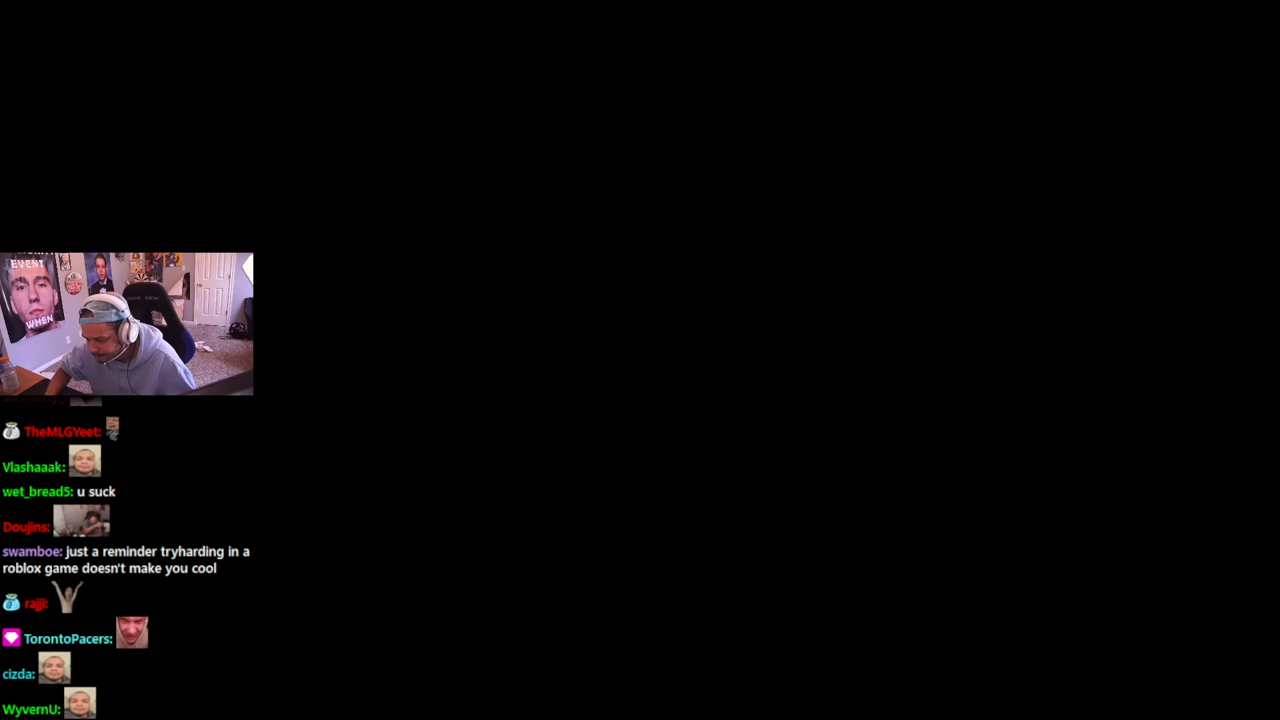 EVENT
WHEN
TheMLGYeet:
Vlashaaak:
wet_bread5: u suck
Doujins:
swamboe: just a reminder tryharding in a
roblox game doesn't make you cool
rajji:
TorontoPacers:
cizda:
WyvernU: